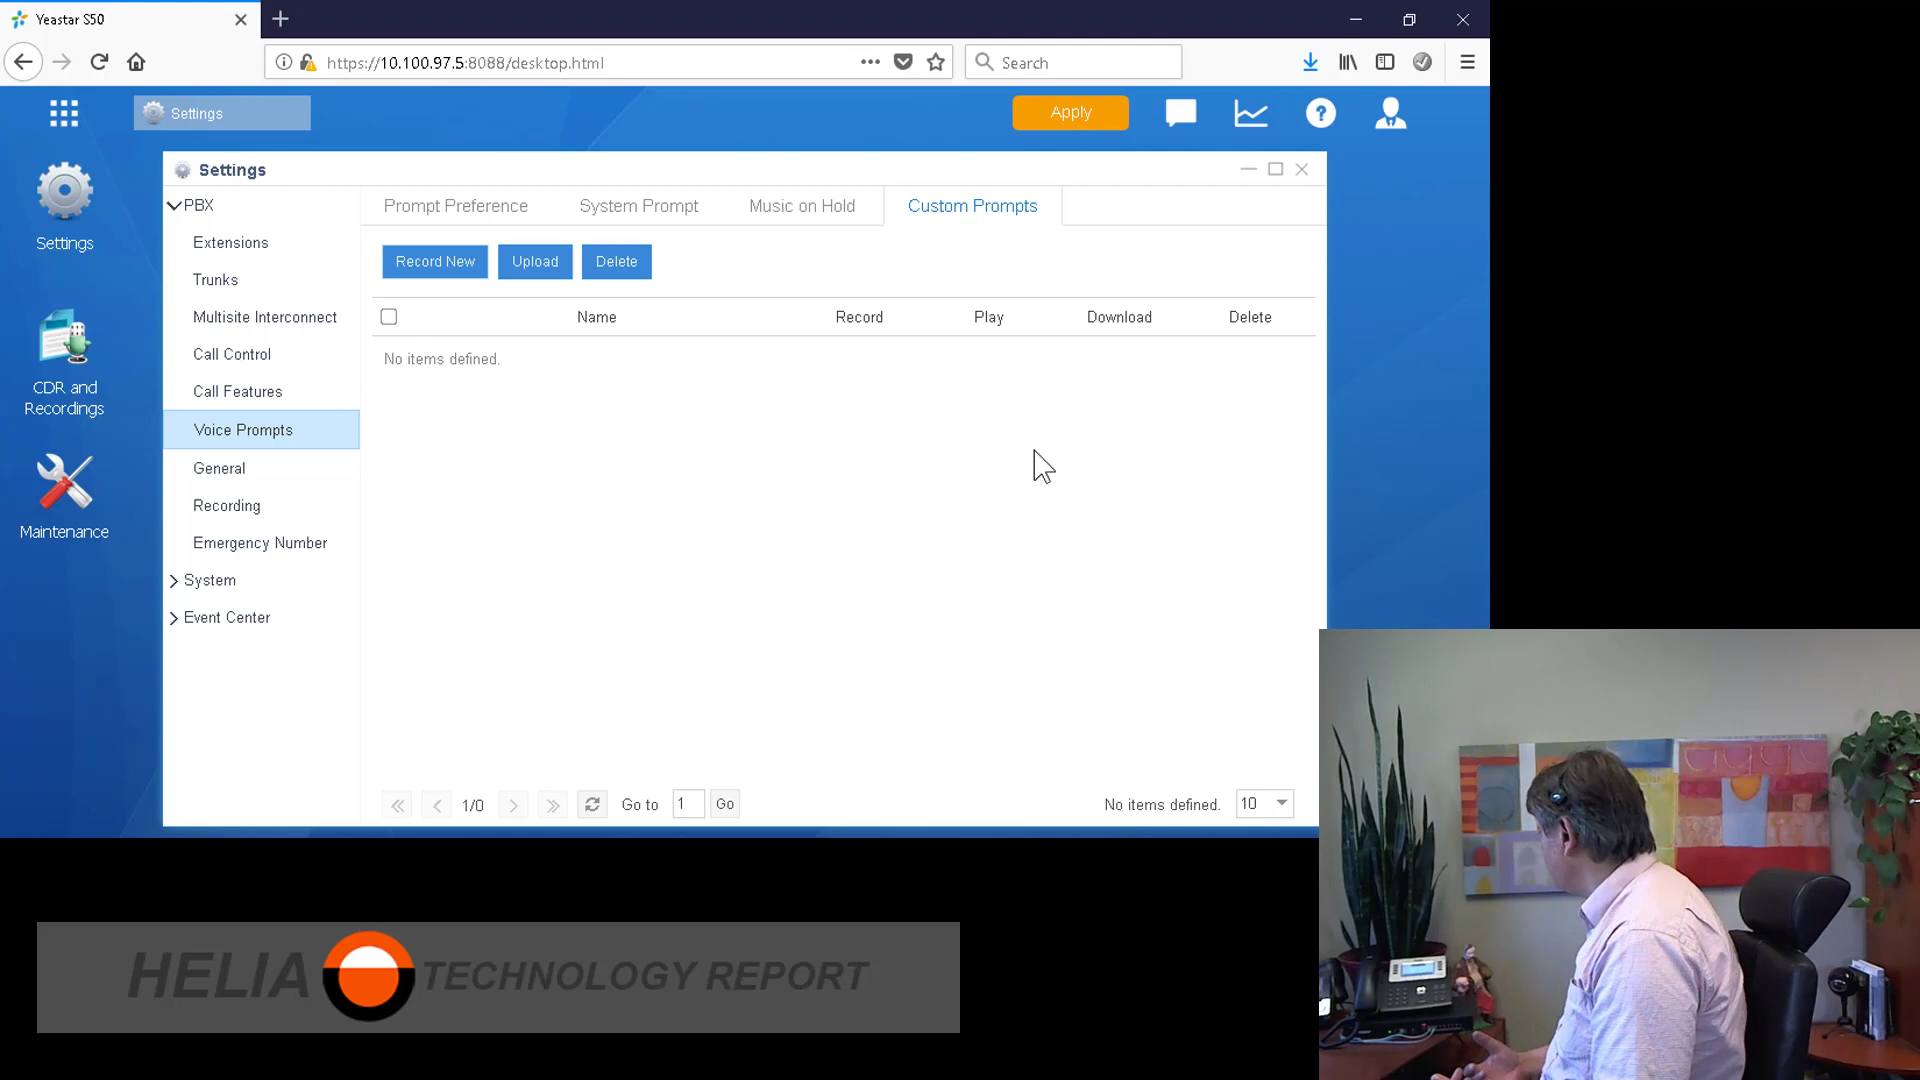 Yeastar S50
https://10.100.97.5:8088/desktop.html
Search
Settings
Apply
?
Settings
CDR and
Recordings
Maintenance
Settings
PBX
Extensions
Trunks
Multisite Interconnect
Call Control
Call Features
Voice Prompts
General
Recording
Emergency Number
System
Event Center
Prompt Preference
System Prompt
Music on Hold
Custom Prompts
Record New
Upload
Delete
Name
Record
Play
Download
Delete
No items defined.
1/0
Go to
1
Go
No items defined.
10
HELIA TECHNOLOGY REPORT